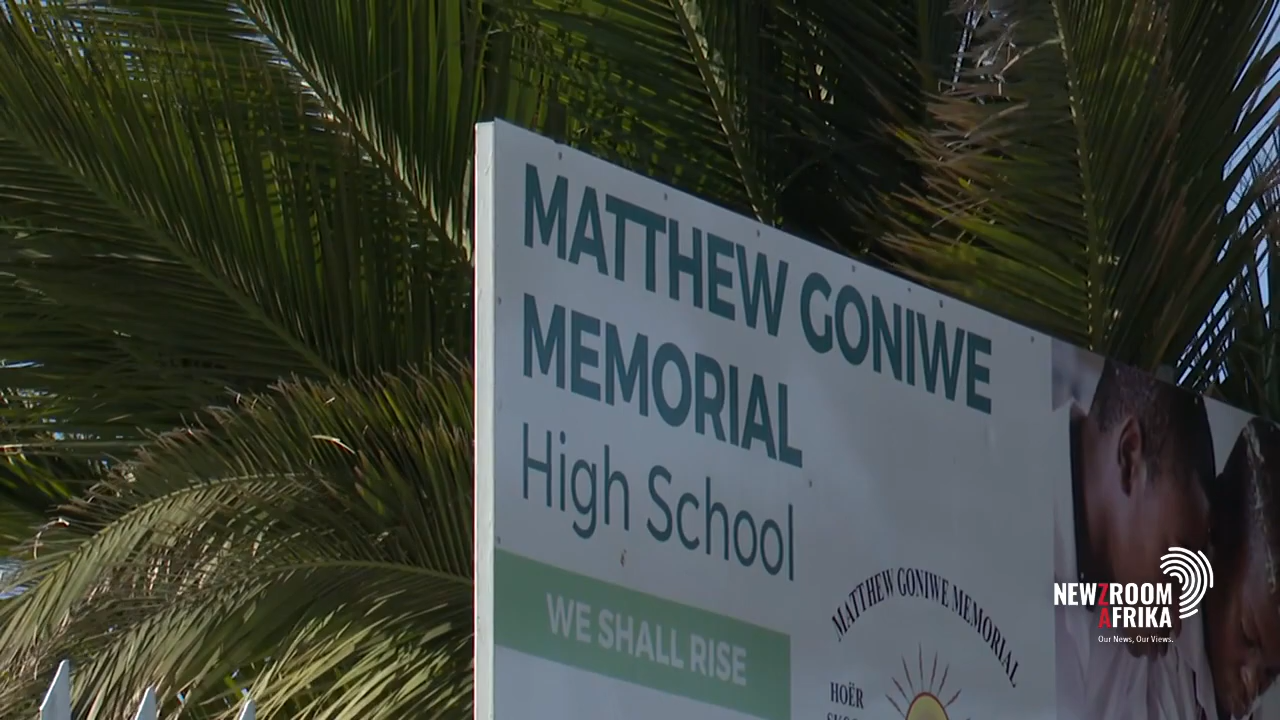 MATTHEW GONIWE
MEMORIAL
High School
WE SHALL RISE
MATTHEW GONIWE MEMORIAL
HOËR
NEWZROOM
AFRIKA
Our News, Our Views.